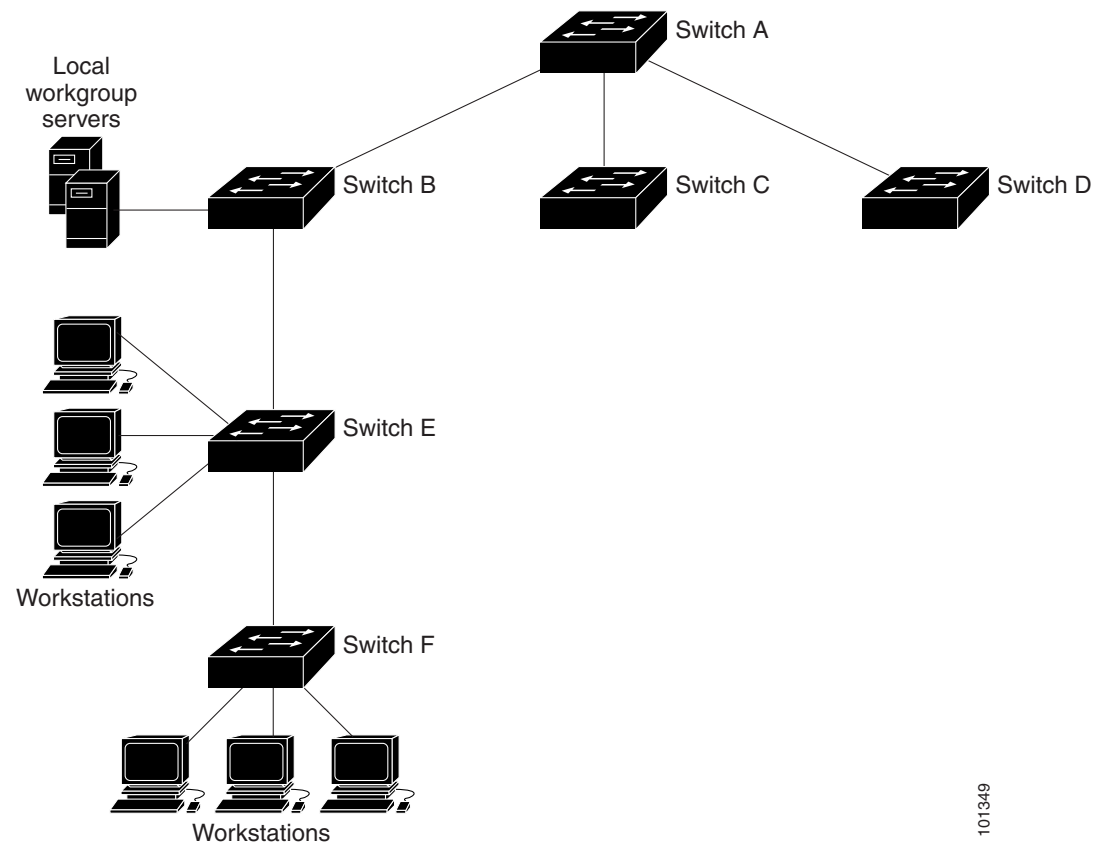 Switch A
Local
workgroup
servers
Switch B
Switch C
Switch D
Switch E
Workstations
Switch F
Workstations
101349